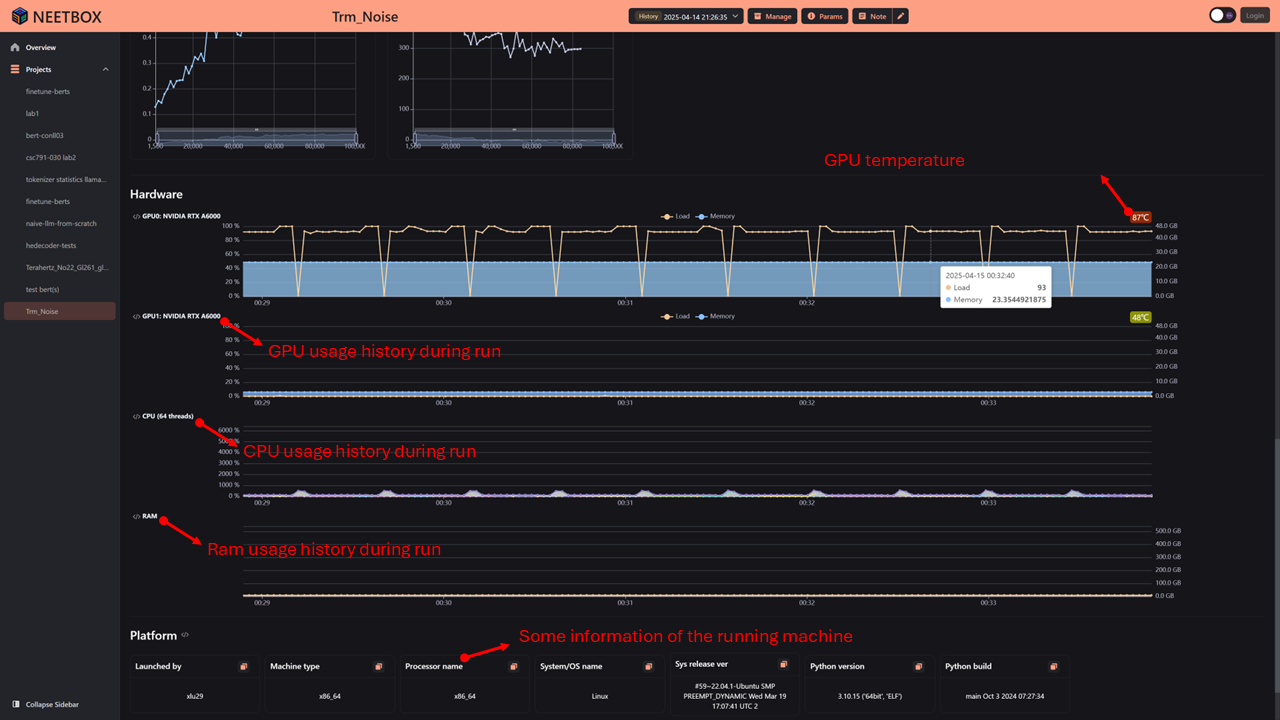 NEETBOX
Trm_Noise
History 2025-04-14 21:26:35
Manage
Params
Note
Login
Overview
Projects
finetune-berts
lab1
bert-conll03
csc791-030 lab2
tokenizer statistics llama...
finetune-berts
naive-llm-from-scratch
hedecoder-tests
Terahertz_No22_Gl261_gl...
test bert(s)
Trm_Noise
Collapse Sidebar
0.4
0.3
0.2
0.1
0
1,500 20,000 40,000 60,000 80,000
300
200
100
0
1,500 20,000 40,000 60,000 80,000
GPU temperature
Hardware
GPU0: NVIDIA RTX A6000
Load Memory
87℃
100 %
80 %
60 %
40 %
20 %
0 %
48.0 GB
40.0 GB
30.0 GB
20.0 GB
10.0 GB
0.0 GB
00:29 00:30 00:31 00:32 00:33
2025-04-15 00:32:40
Load 93
Memory 23.3544921875
GPU1: NVIDIA RTX A6000
Load Memory
48℃
100 %
80 %
60 %
40 %
20 %
0 %
48.0 GB
40.0 GB
30.0 GB
20.0 GB
10.0 GB
0.0 GB
00:29 00:30 00:31 00:32 00:33
GPU usage history during run
CPU (64 threads)
6000 %
4000 %
3000 %
2000 %
1000 %
0 %
00:29 00:30 00:31 00:32 00:33
CPU usage history during run
RAM
500.0 GB
400.0 GB
300.0 GB
200.0 GB
100.0 GB
0.0 GB
00:29 00:30 00:31 00:32 00:33
Ram usage history during run
Platform
Some information of the running machine
Launched by
xlu29
Machine type
x86_64
Processor name
x86_64
System/OS name
Linux
Sys release ver
#59~22.04.1-Ubuntu SMP
PREEMPT_DYNAMIC Wed Mar 19
17:07:41 UTC 2
Python version
3.10.15 ('64bit', 'ELF')
Python build
main Oct 3 2024 07:27:34